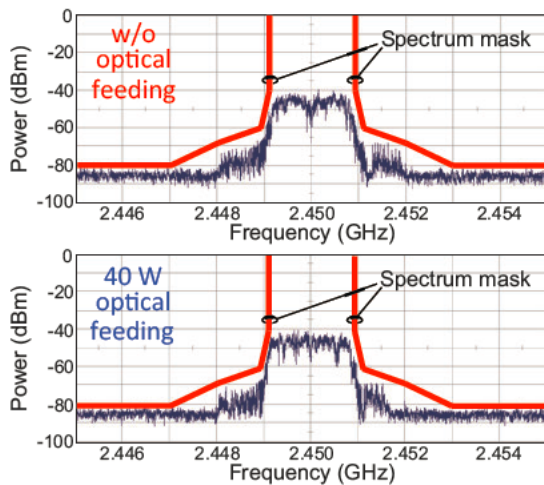 0
-20
-40
-60
-80
-100
Power (dBm)
w/o
optical
feeding
Spectrum mask
2.446 2.448 2.450 2.452 2.454
Frequency (GHz)
0
-20
-40
-60
-80
-100
Power (dBm)
40 W
optical
feeding
Spectrum mask
2.446 2.448 2.450 2.452 2.454
Frequency (GHz)